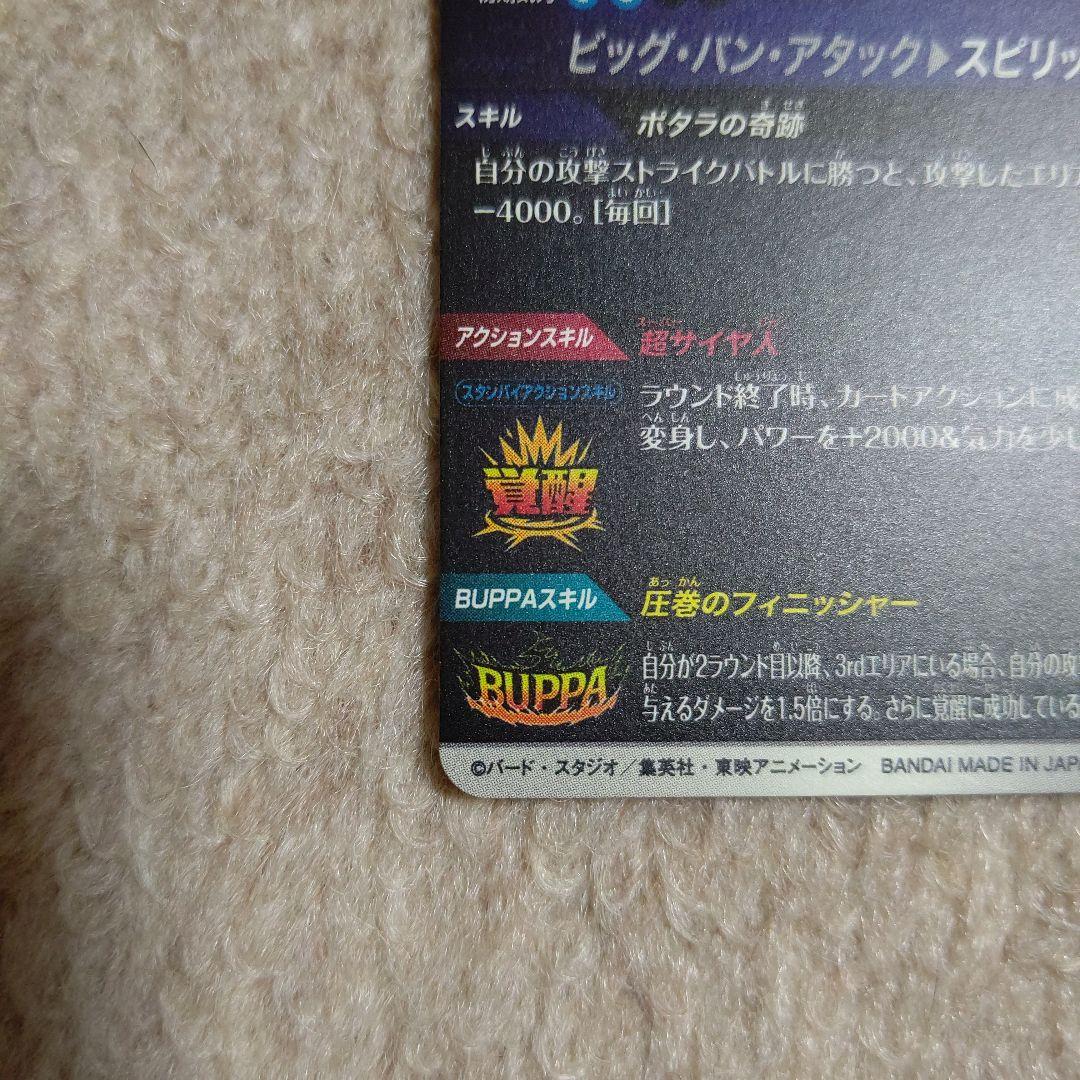 ビッグ・バン・アタック▶スピリッ
スキル
ポタラの奇跡
自分の攻撃ストライクバトルに勝つと、攻撃したエリア
−4000。[毎回]
アクションスキル
超サイヤ人
スタンバイアクションスキル
ラウンド終了時、カードアクションに成
変身し、パワーを+2000&気力を少し
覚醒
BUPPAスキル
圧巻のフィニッシャー
BUPPA
自分が2ラウンド目以降、3rdエリアにいる場合、自分の攻
与えるダメージを1.5倍にする。さらに覚醒に成功している
©バード・スタジオ/集英社・東映アニメーション BANDAI MADE IN JAP